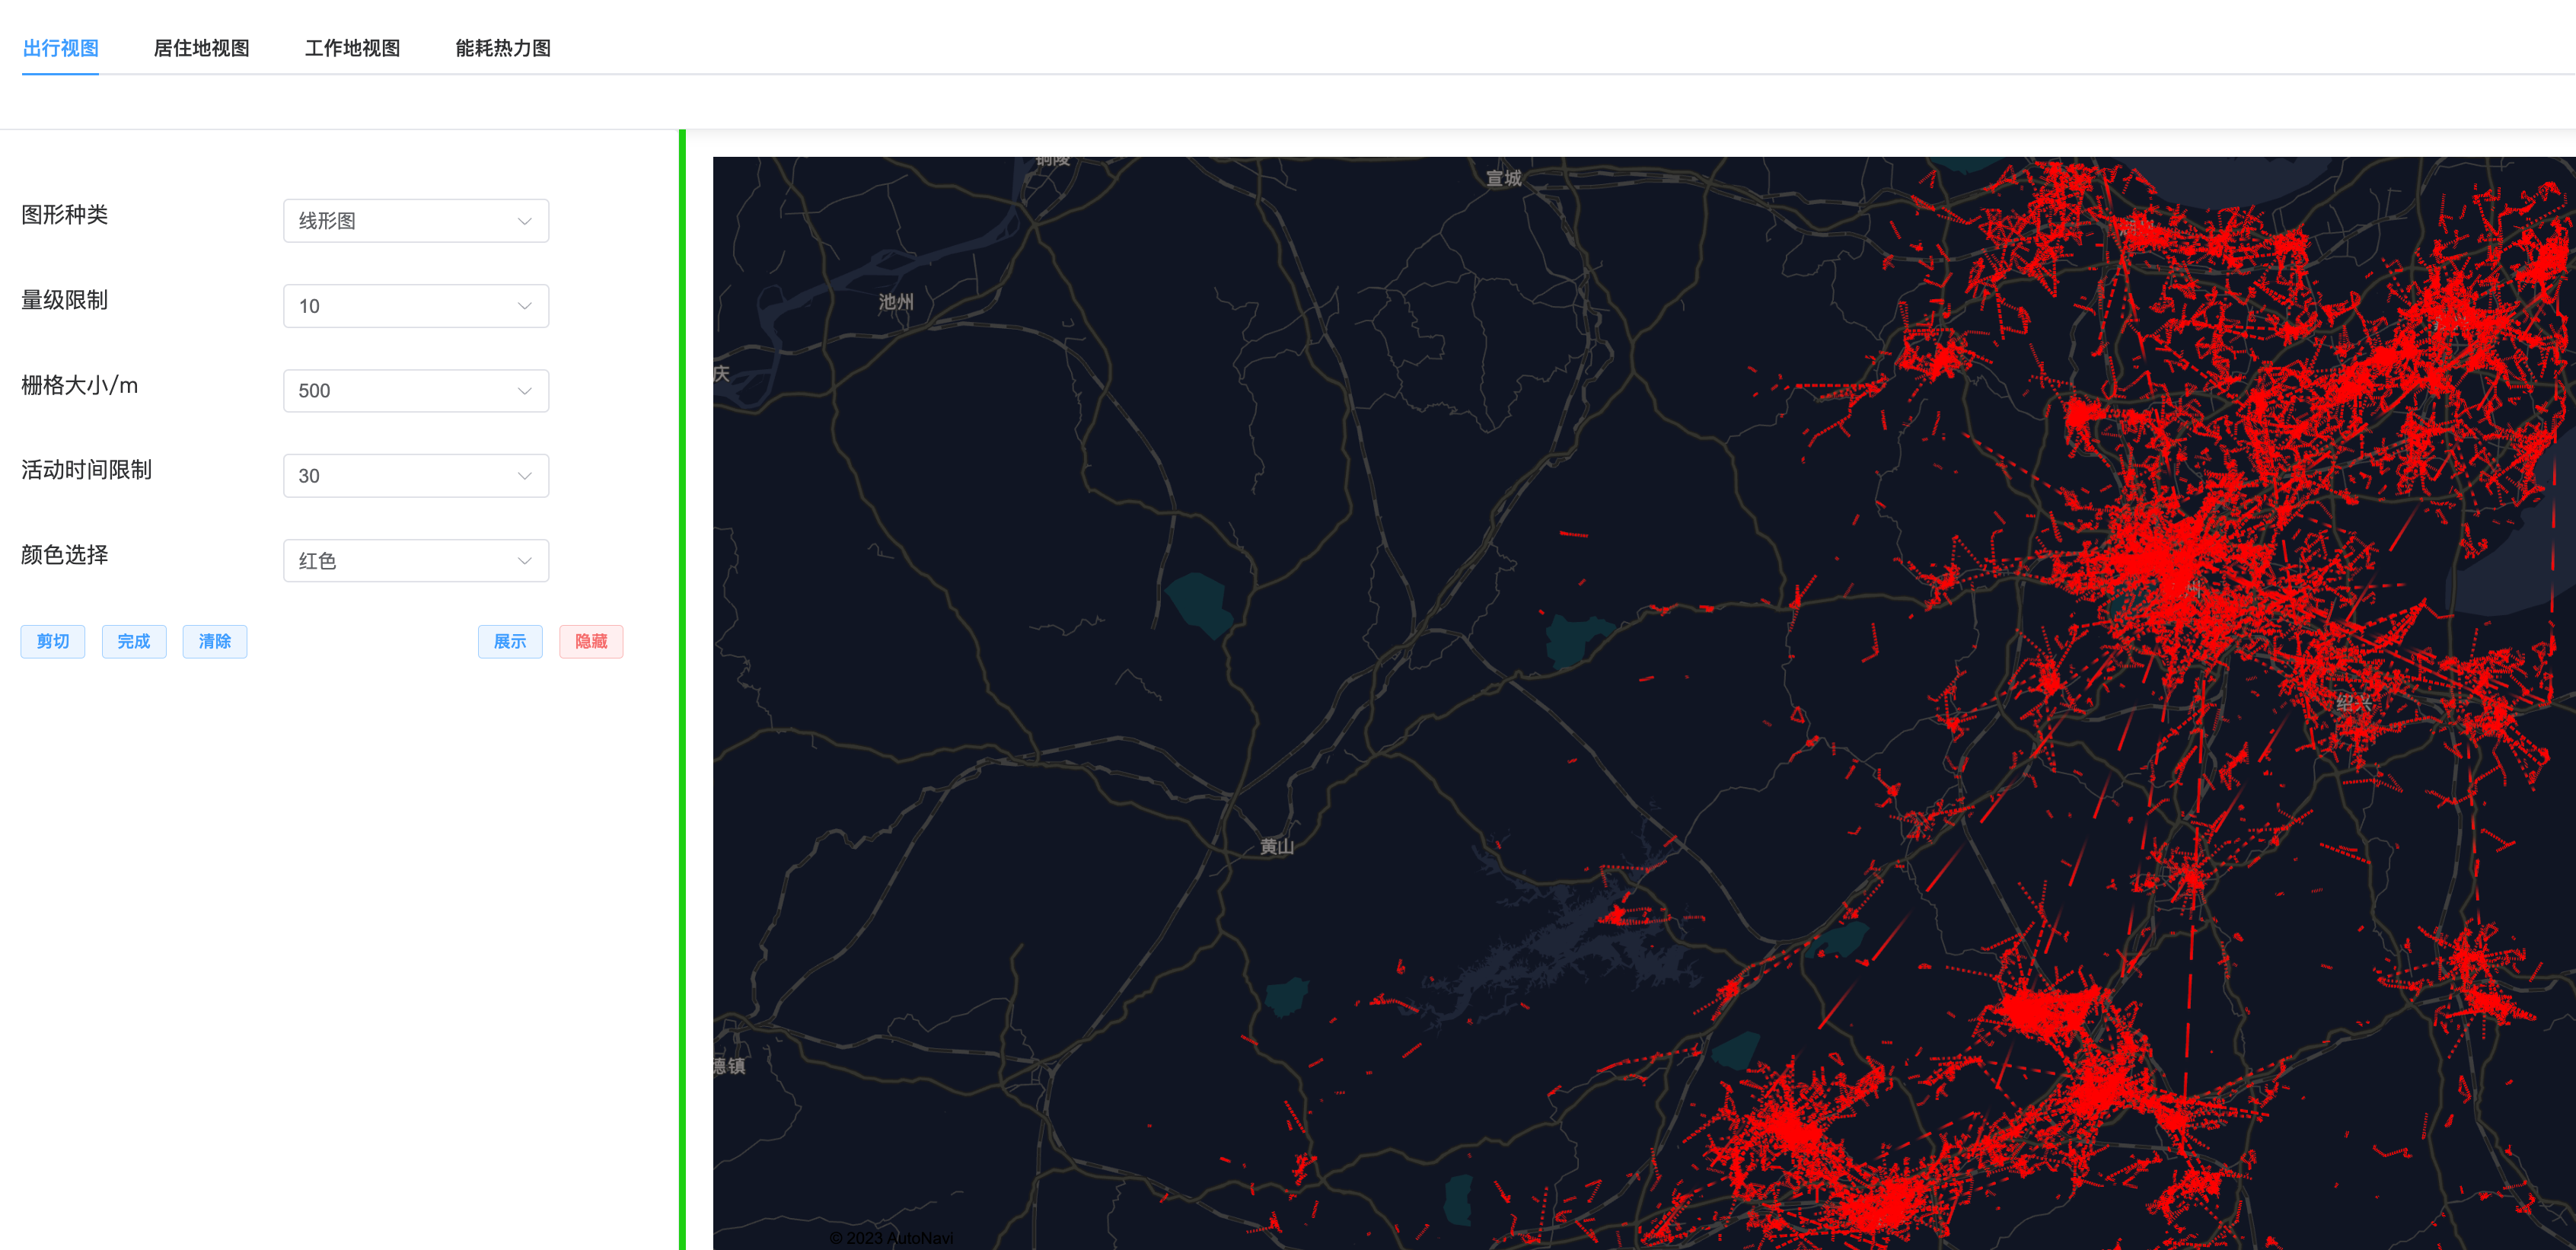 出行视图 居住地视图 工作地视图 能耗热力图
图形种类 线形图
量级限制 10
栅格大小/m 500
活动时间限制 30
颜色选择 红色
剪切 完成 清除 展示 隐藏
铜陵
宣城
池州
庆
州
绍兴
黄山
德镇
© 2023 AutoNavi